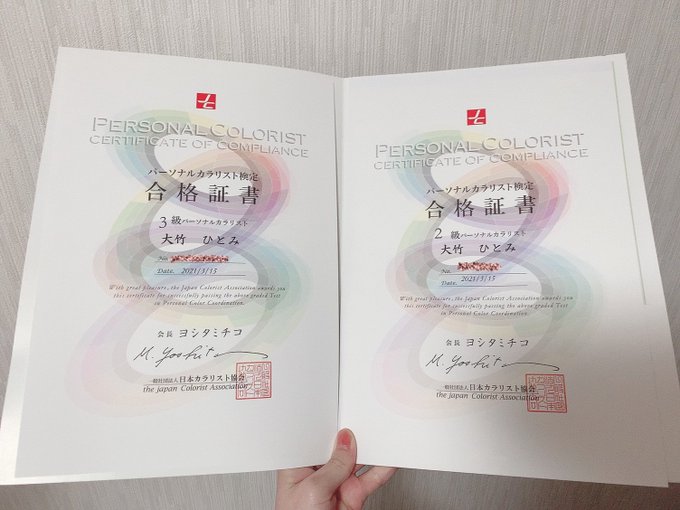 PERSONAL COLORIST
CERTIFICATE OF COMPLIANCE
パーソナルカラリスト検定
合格証書
3級パーソナルカラリスト
大竹 ひとみ
No.
Date. 2021/3/15
With great pleasure, the Japan Colorist Association awards you
this certificate for successfully passing the above graded Test
in Personal Color Coordination.
会長 ヨシタミチコ
M. Yoshita
一般社団法人日本カラリスト協会
the japan Colorist Association
PERSONAL COLORIST
CERTIFICATE OF COMPLIANCE
パーソナルカラリスト検定
合格証書
2級パーソナルカラリスト
大竹 ひとみ
No.
Date. 2021/3/15
With great pleasure, the Japan Colorist Association awards you
this certificate for successfully passing the above graded Test
in Personal Color Coordination.
会長 ヨシタミチコ
M. Yoshita
一般社団法人日本カラリスト協会
the japan Colorist Association